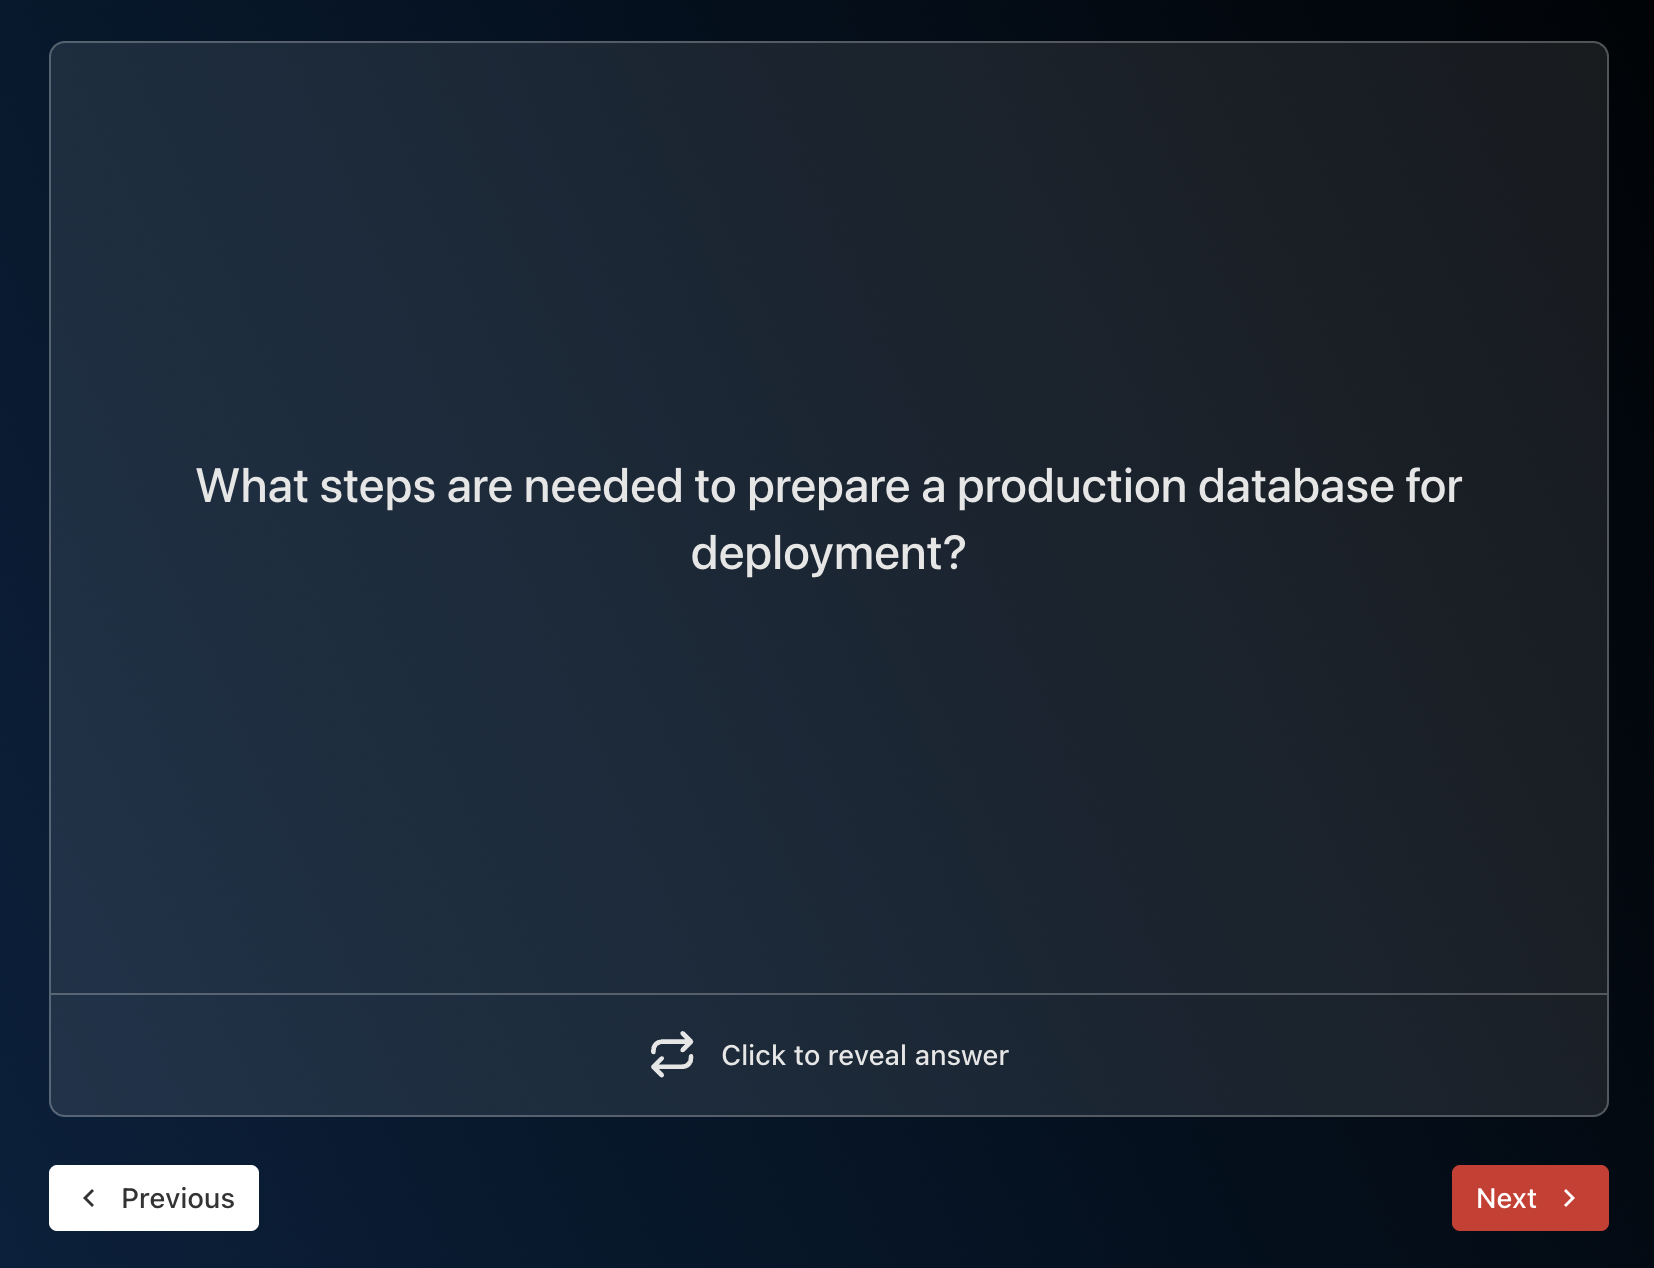 What steps are needed to prepare a production database for
deployment?
Click to reveal answer
Previous
Next